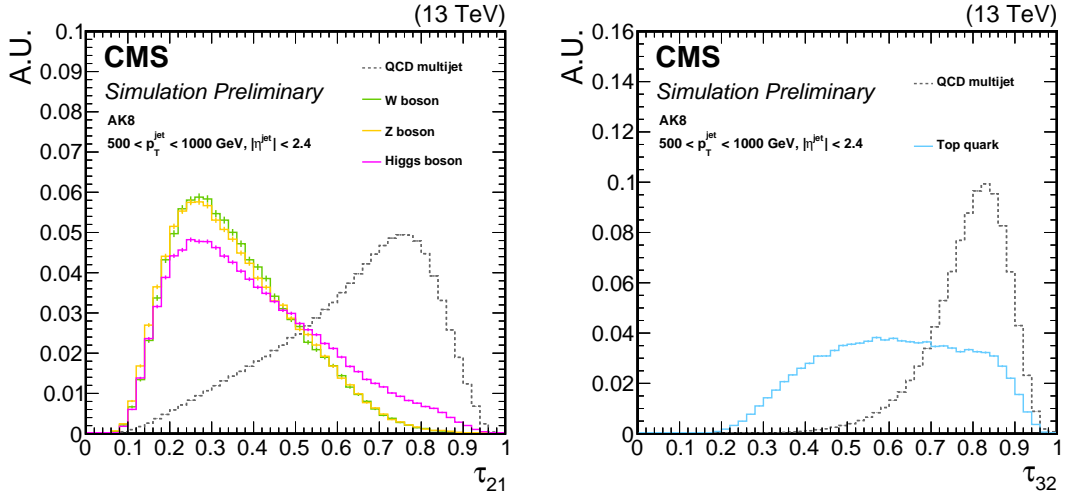 (13 TeV)
A.U.
0.1
0.09
0.08
0.07
0.06
0.05
0.04
0.03
0.02
0.01
0
CMS
Simulation Preliminary
AK8
500 < p_T^jet < 1000 GeV, |η^jet| < 2.4
QCD multijet
W boson
Z boson
Higgs boson
0 0.1 0.2 0.3 0.4 0.5 0.6 0.7 0.8 0.9 1
τ_21
(13 TeV)
A.U.
0.16
0.14
0.12
0.1
0.08
0.06
0.04
0.02
0
CMS
Simulation Preliminary
AK8
500 < p_T^jet < 1000 GeV, |η^jet| < 2.4
QCD multijet
Top quark
0 0.1 0.2 0.3 0.4 0.5 0.6 0.7 0.8 0.9 1
τ_32